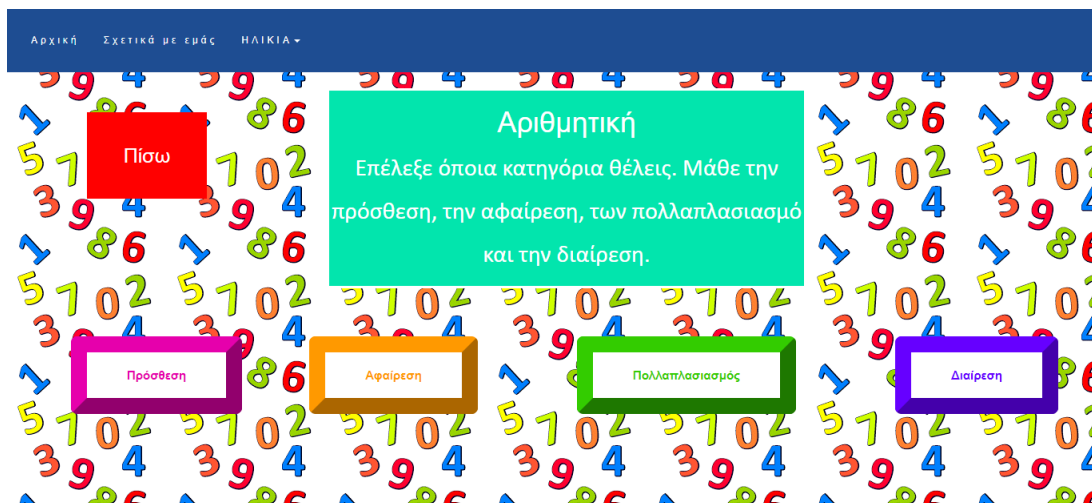 Αρχική Σχετικά με εμάς ΗΛΙΚΙΑ
Πίσω
Αριθμητική
Επέλεξε όποια κατηγόρια θέλεις. Μάθε την
πρόσθεση, την αφαίρεση, των πολλαπλασιασμό
και την διαίρεση.
Πρόσθεση Αφαίρεση Πολλαπλασιασμός Διαίρεση